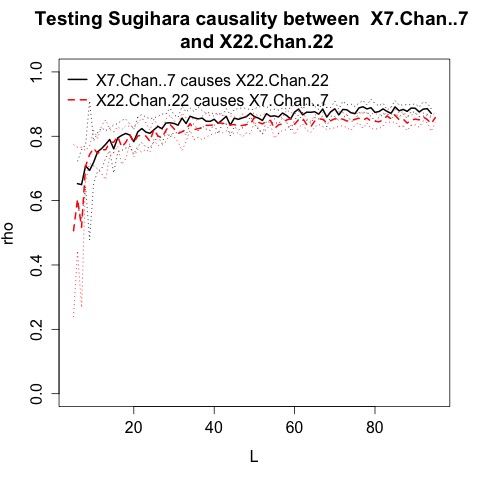 Testing Sugihara causality between  X7.Chan..7
and X22.Chan.22
X7.Chan..7 causes X22.Chan.22
X22.Chan.22 causes X7.Chan..7
1.0
0.8
0.6
0.4
0.2
0.0
rho
20 40 60 80
L